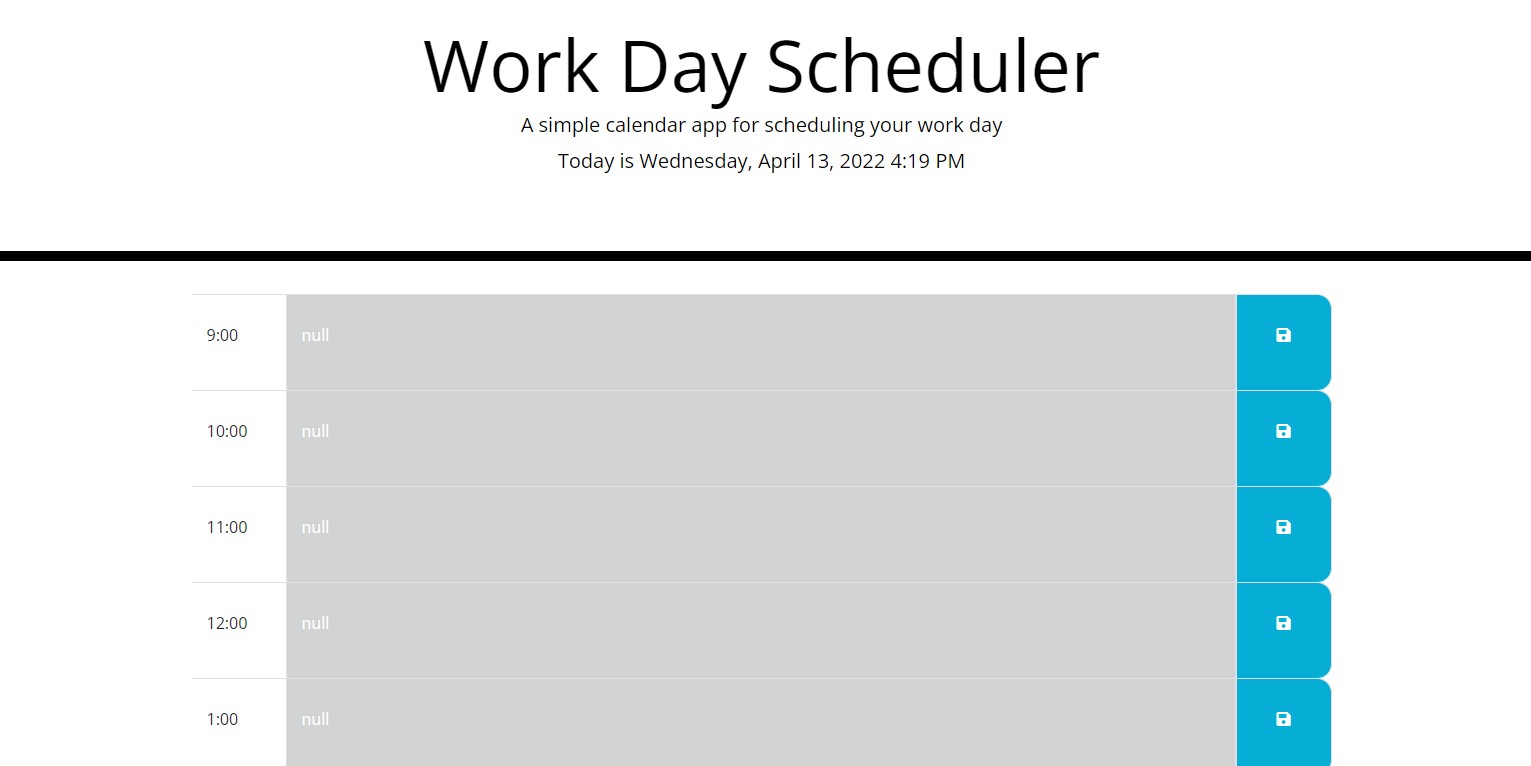 Work Day Scheduler
A simple calendar app for scheduling your work day
Today is Wednesday, April 13, 2022 4:19 PM
9:00 null
10:00 null
11:00 null
12:00 null
1:00 null